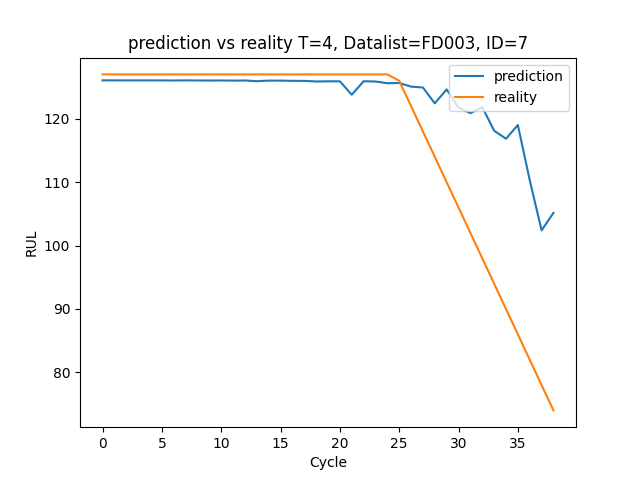 prediction vs reality T=4, Datalist=FD003, ID=7
prediction
reality
120
110
100
90
80
RUL
0 5 10 15 20 25 30 35
Cycle